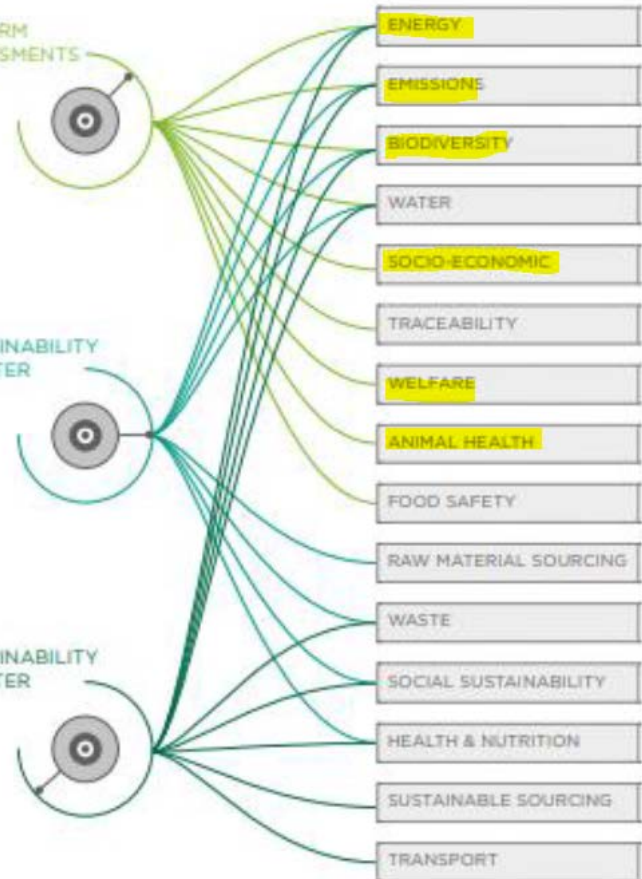 RM
SMENTS
INABILITY
TER
INABILITY
TER
ENERGY
EMISSIONS
BIODIVERSITY
WATER
SOCIO-ECONOMIC
TRACEABILITY
WELFARE
ANIMAL HEALTH
FOOD SAFETY
RAW MATERIAL SOURCING
WASTE
SOCIAL SUSTAINABILITY
HEALTH & NUTRITION
SUSTAINABLE SOURCING
TRANSPORT